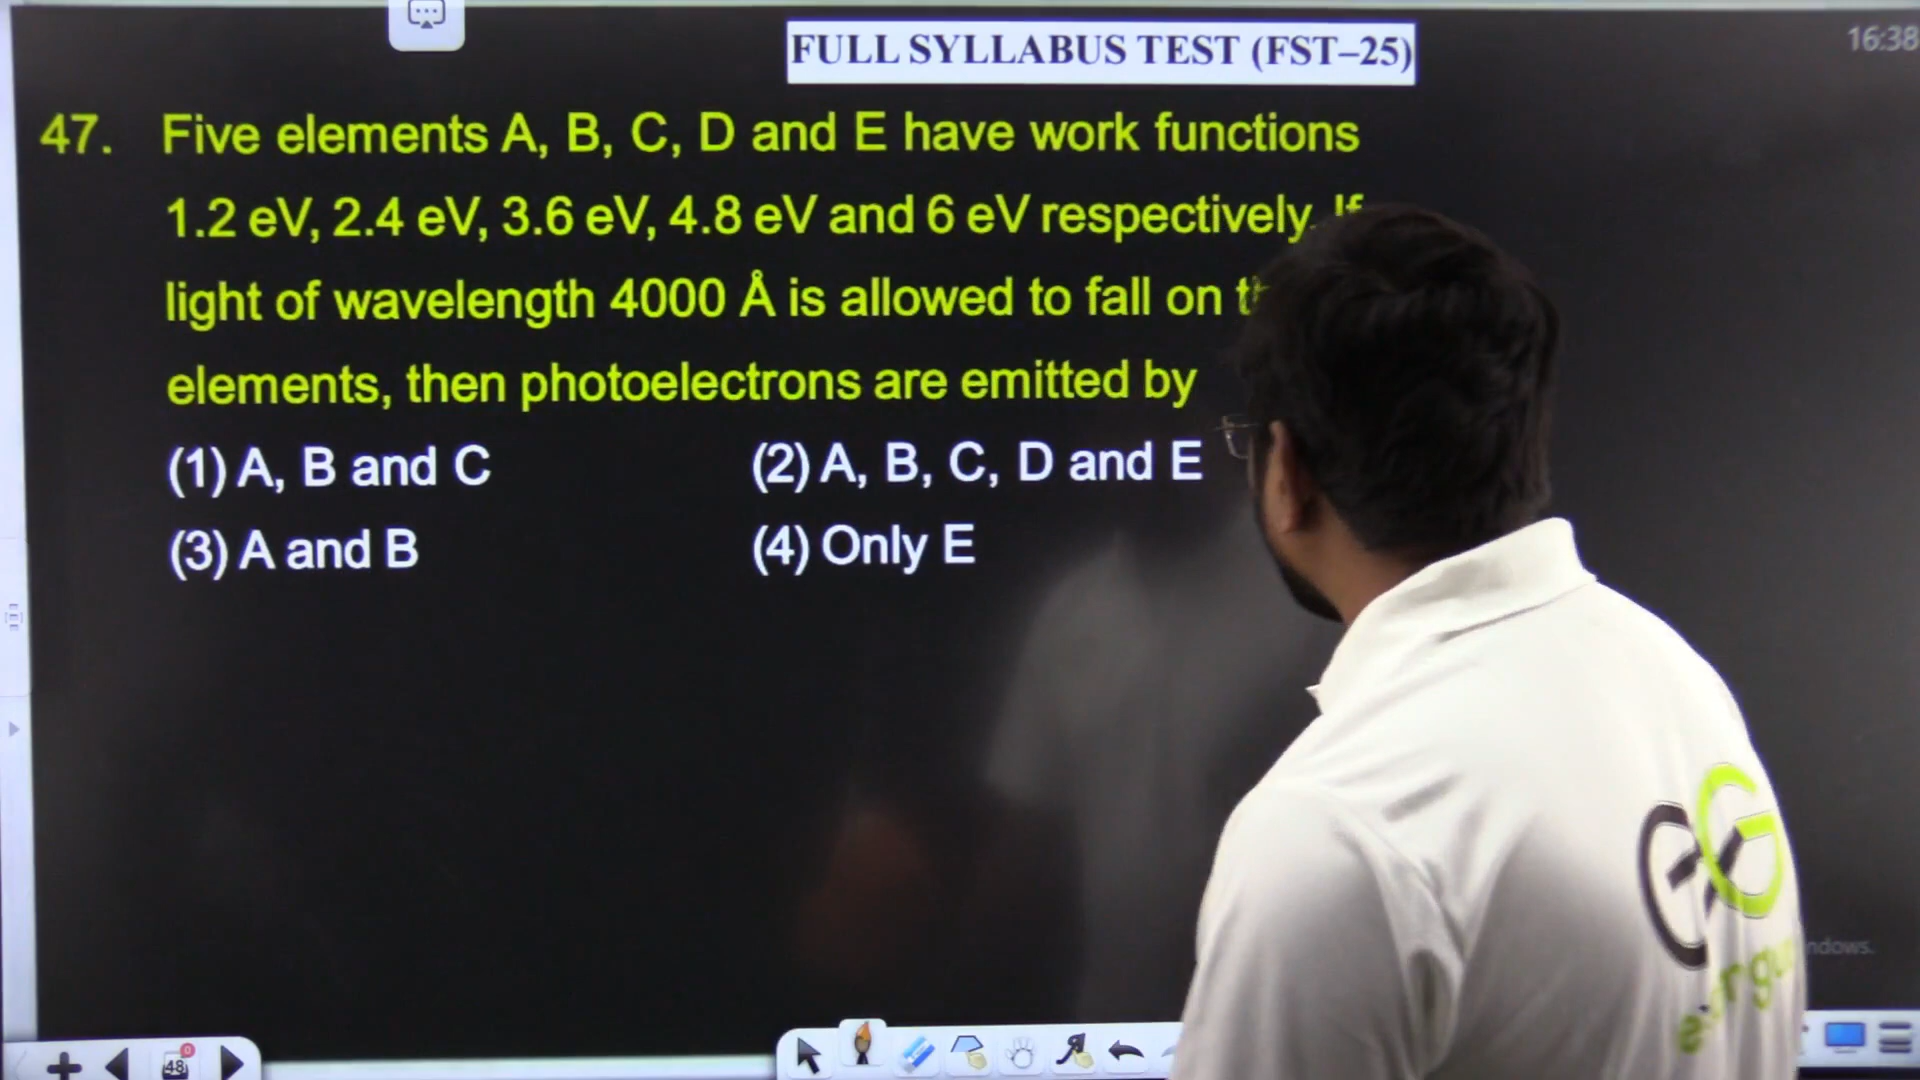 FULL SYLLABUS TEST (FST–25)
16:38
47. Five elements A, B, C, D and E have work functions
1.2 eV, 2.4 eV, 3.6 eV, 4.8 eV and 6 eV respectively. If
light of wavelength 4000 Å is allowed to fall on
elements, then photoelectrons are emitted by
(1) A, B and C (2) A, B, C, D and E
(3) A and B (4) Only E
48
0